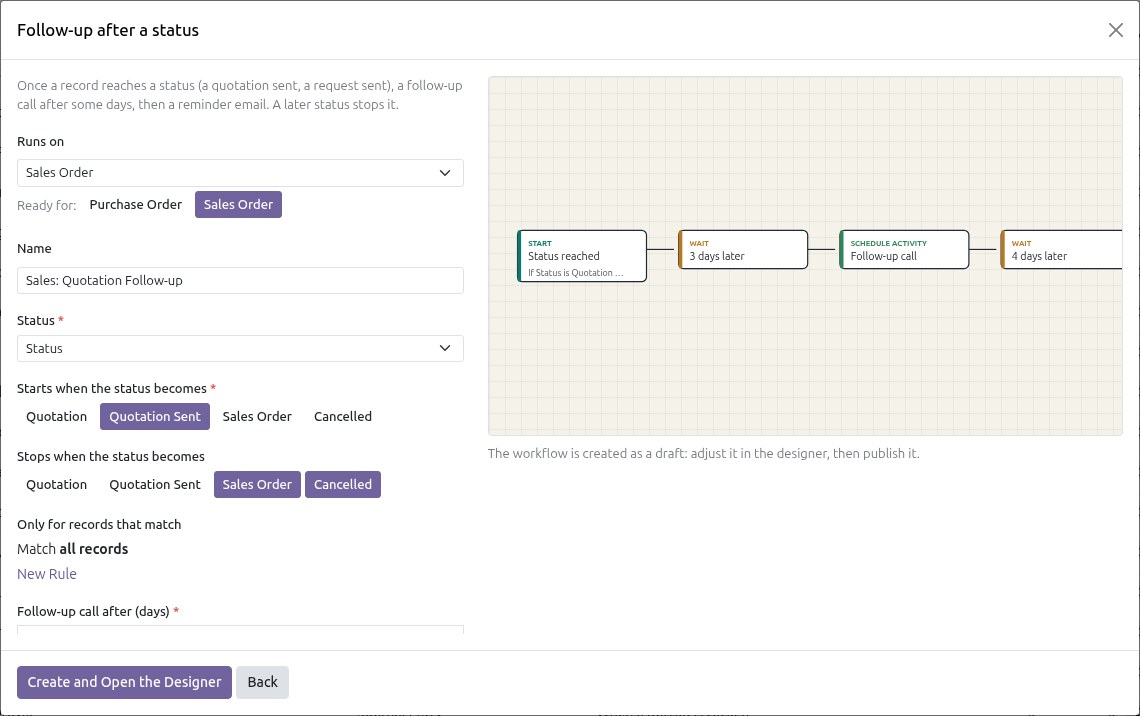 Follow-up after a status
Once a record reaches a status (a quotation sent, a request sent), a follow-up
call after some days, then a reminder email. A later status stops it.
Runs on
Sales Order
Ready for: Purchase Order Sales Order
Name
Sales: Quotation Follow-up
Status *
Status
Starts when the status becomes *
Quotation Quotation Sent Sales Order Cancelled
Stops when the status becomes
Quotation Quotation Sent Sales Order Cancelled
Only for records that match
Match all records
New Rule
Follow-up call after (days) *
START
Status reached
If Status is Quotation ...
WAIT
3 days later
SCHEDULE ACTIVITY
Follow-up call
WAIT
4 days later
The workflow is created as a draft: adjust it in the designer, then publish it.
Create and Open the Designer Back